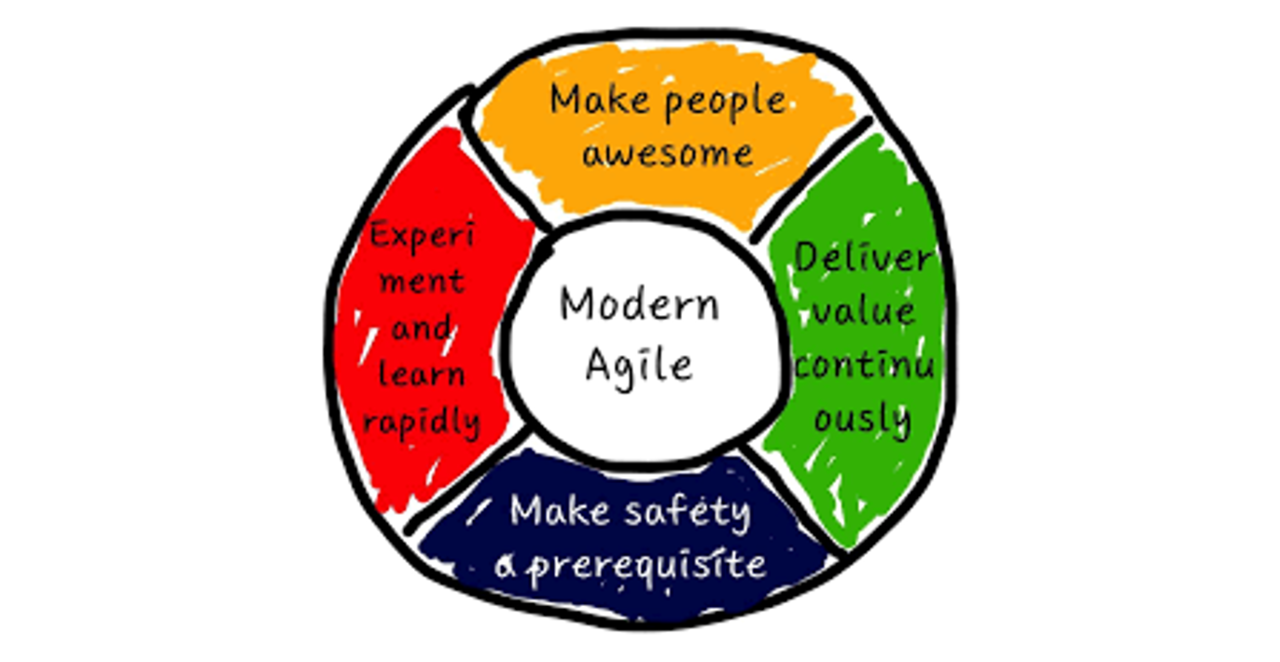 Make people
awesome
Experi
ment
and
learn
rapidly
Modern
Agile
Deliver
value
continu
ously
Make safety
a prerequisite